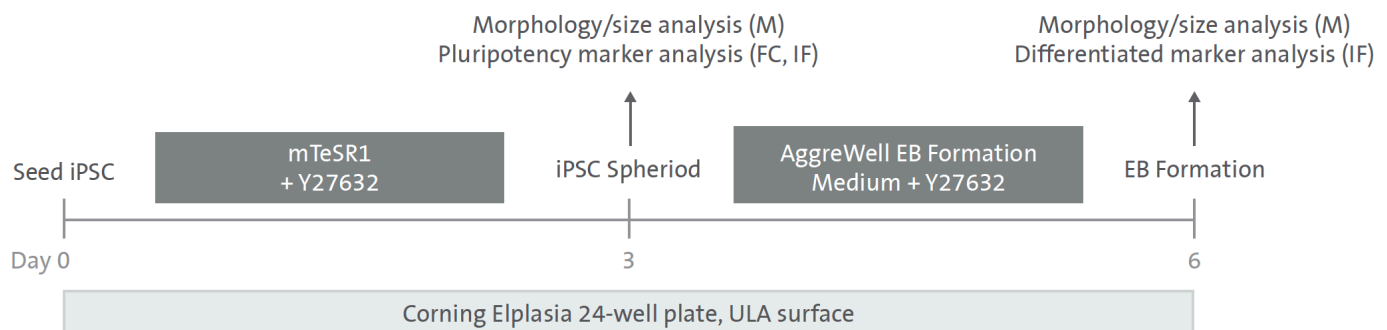 Morphology/size analysis (M)
Pluripotency marker analysis (FC, IF)
Morphology/size analysis (M)
Differentiated marker analysis (IF)
Seed iPSC
mTeSR1
+ Y27632
iPSC Spheriod
AggreWell EB Formation
Medium + Y27632
EB Formation
Day 0
3
6
Corning Elplasia 24-well plate, ULA surface